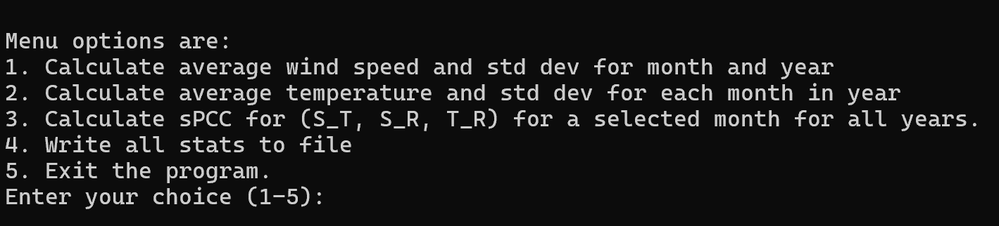 Menu options are:
1. Calculate average wind speed and std dev for month and year
2. Calculate average temperature and std dev for each month in year
3. Calculate sPCC for (S_T, S_R, T_R) for a selected month for all years.
4. Write all stats to file
5. Exit the program.
Enter your choice (1-5):